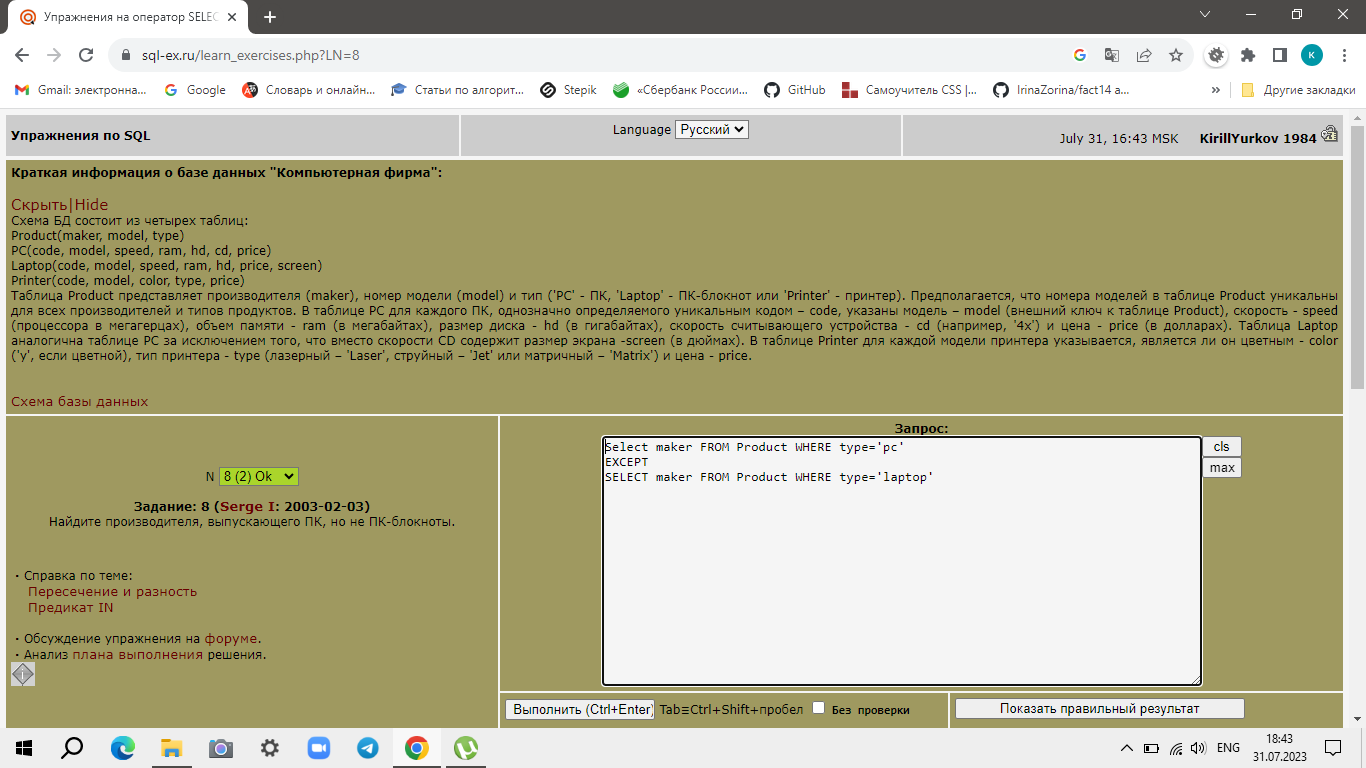 Упражнения на оператор SELEC
sql-ex.ru/learn_exercises.php?LN=8
K
Gmail: электронна...
Google
Словарь и онлайн...
Статьи по алгорит...
Stepik
«Сбербанк России...
GitHub
Самоучитель CSS |...
IrinaZorina/fact14 a...
»
Другие закладки
Упражнения по SQL
Language Русский
July 31, 16:43 MSK KirillYurkov 1984
Краткая информация о базе данных "Компьютерная фирма":
Скрыть|Hide
Схема БД состоит из четырех таблиц:
Product(maker, model, type)
PC(code, model, speed, ram, hd, cd, price)
Laptop(code, model, speed, ram, hd, price, screen)
Printer(code, model, color, type, price)
Таблица Product представляет производителя (maker), номер модели (model) и тип ('PC' - ПК, 'Laptop' - ПК-блокнот или 'Printer' - принтер). Предполагается, что номера моделей в таблице Product уникальны
для всех производителей и типов продуктов. В таблице PC для каждого ПК, однозначно определяемого уникальным кодом – code, указаны модель – model (внешний ключ к таблице Product), скорость - speed
(процессора в мегагерцах), объем памяти - ram (в мегабайтах), размер диска - hd (в гигабайтах), скорость считывающего устройства - cd (например, '4x') и цена - price (в долларах). Таблица Laptop
аналогична таблице РС за исключением того, что вместо скорости CD содержит размер экрана -screen (в дюймах). В таблице Printer для каждой модели принтера указывается, является ли он цветным - color
('y', если цветной), тип принтера - type (лазерный – 'Laser', струйный – 'Jet' или матричный – 'Matrix') и цена - price.
Схема базы данных
N 8 (2) Ok
Задание: 8 (Serge I: 2003-02-03)
Найдите производителя, выпускающего ПК, но не ПК-блокноты.
· Справка по теме:
Пересечение и разность
Предикат IN
· Обсуждение упражнения на форуме.
· Анализ плана выполнения решения.
Запрос:
Select maker FROM Product WHERE type='pc'
EXCEPT
SELECT maker FROM Product WHERE type='laptop'
cls
max
Выполнить (Ctrl+Enter) Tab≡Ctrl+Shift+пробел Без проверки
Показать правильный результат
ENG
18:43
31.07.2023